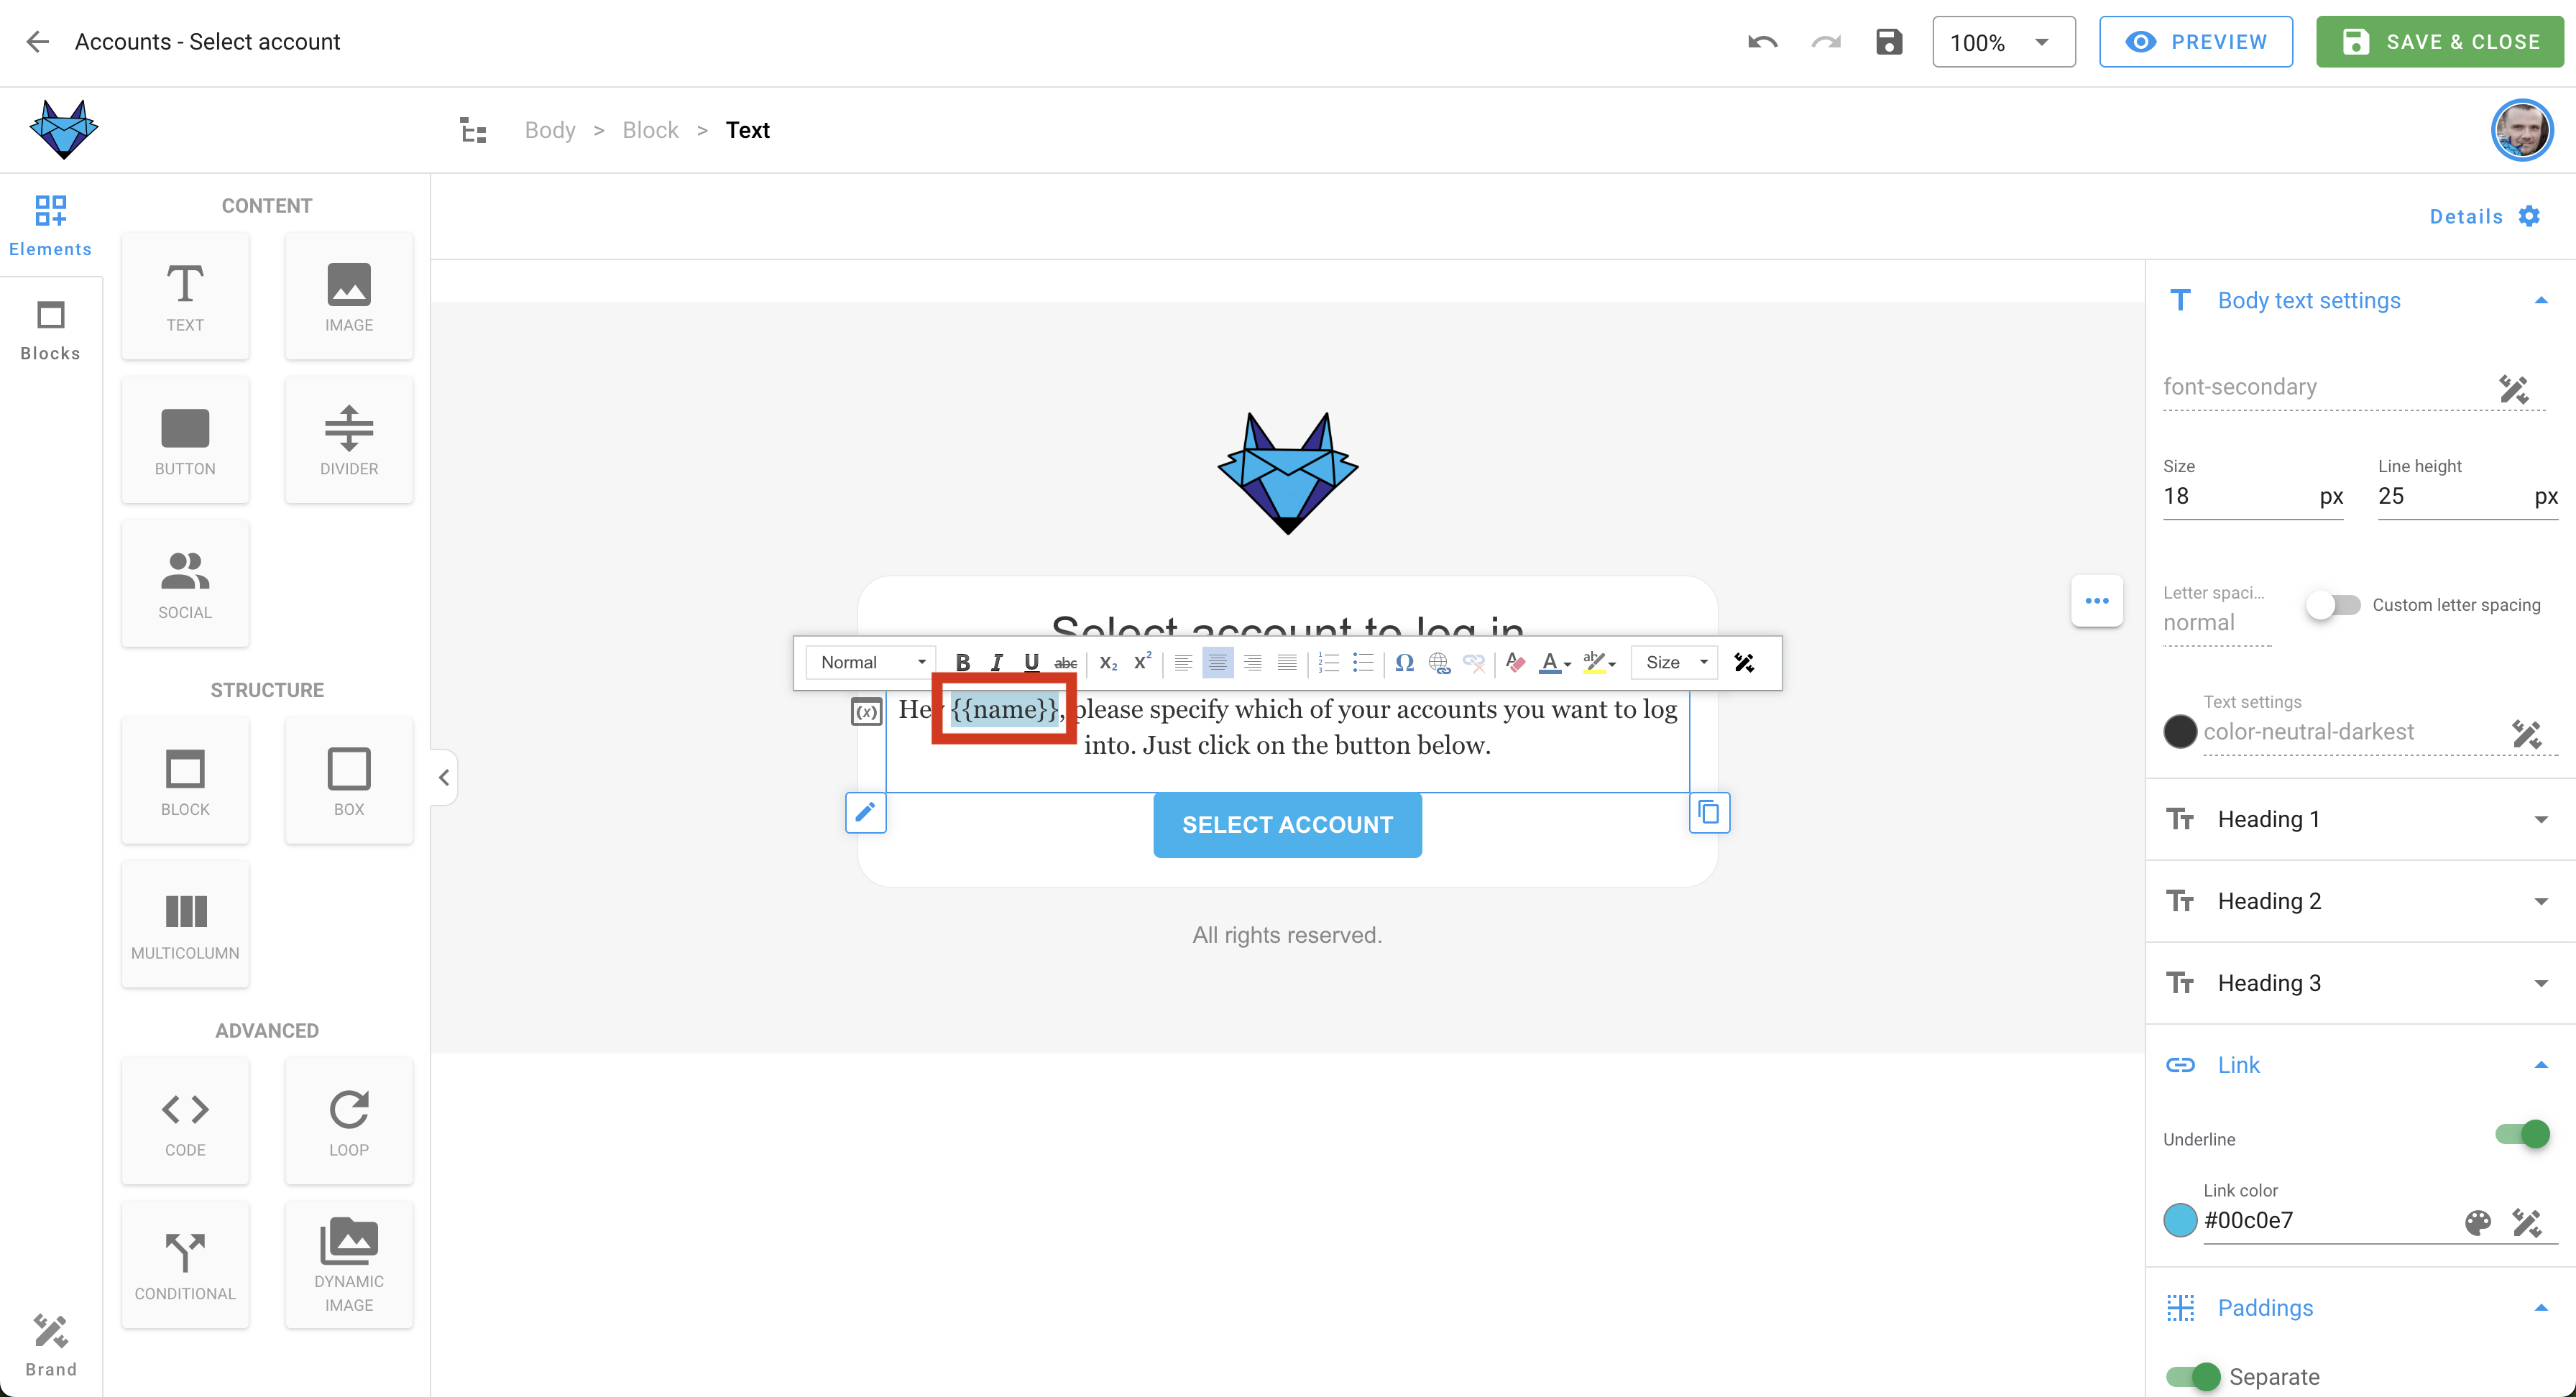 Accounts - Select account
100%
PREVIEW
SAVE & CLOSE
Body > Block > Text
Elements
Blocks
Brand
CONTENT
TEXT
IMAGE
BUTTON
DIVIDER
SOCIAL
STRUCTURE
BLOCK
BOX
MULTICOLUMN
ADVANCED
CODE
LOOP
CONDITIONAL
DYNAMIC
IMAGE
Select account to log in
Normal
B I U abc X₂ X² Ω A ab Size
(x)
Hey {{name}}, please specify which of your accounts you want to log
into. Just click on the button below.
SELECT ACCOUNT
All rights reserved.
Details
Body text settings
font-secondary
Size
18 px
Line height
25 px
Letter spaci...
normal
Custom letter spacing
Text settings
color-neutral-darkest
Heading 1
Heading 2
Heading 3
Link
Underline
Link color
#00c0e7
Paddings
Separate